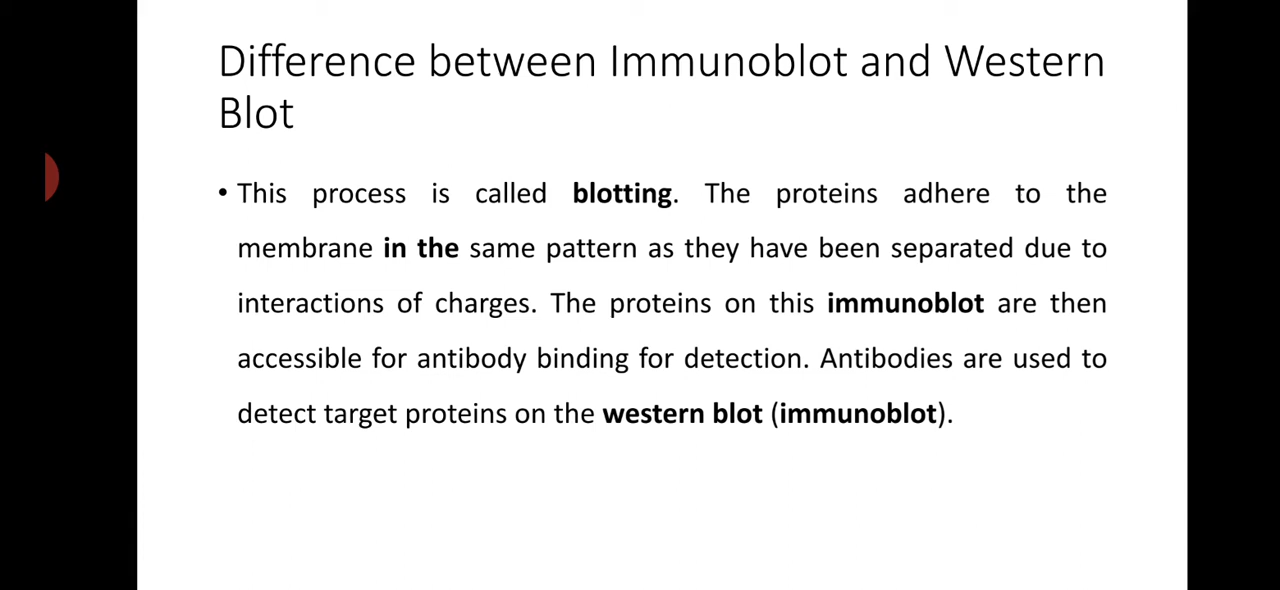 Difference between Immunoblot and Western
Blot
• This process is called blotting. The proteins adhere to the
membrane in the same pattern as they have been separated due to
interactions of charges. The proteins on this immunoblot are then
accessible for antibody binding for detection. Antibodies are used to
detect target proteins on the western blot (immunoblot).